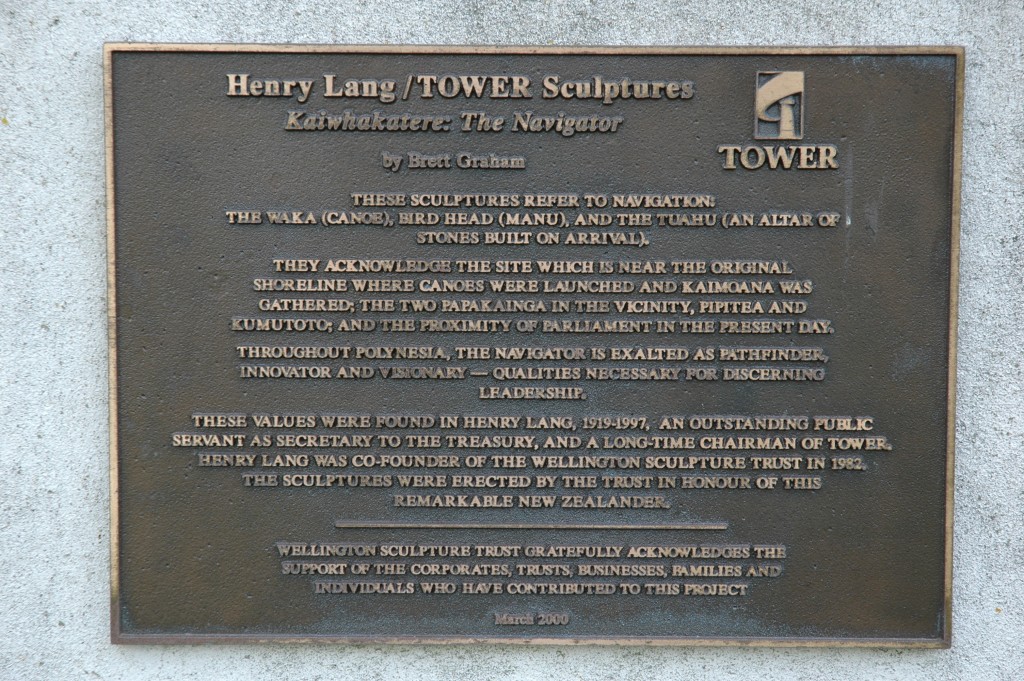 Henry Lang/TOWER Sculptures
Kaiwhakatere: The Navigator
by Brett Graham
TOWER
THESE SCULPTURES REFER TO NAVIGATION:
THE WAKA (CANOE), BIRD HEAD (MANU), AND THE TUAHU (AN ALTAR OF
STONES BUILT ON ARRIVAL).
THEY ACKNOWLEDGE THE SITE WHICH IS NEAR THE ORIGINAL
SHORELINE WHERE CANOES WERE LAUNCHED AND KAIMOANA WAS
GATHERED; THE TWO PAPAKAINGA IN THE VICINITY, PIPITEA AND
KUMUTOTO; AND THE PROXIMITY OF PARLIAMENT IN THE PRESENT DAY.
THROUGHOUT POLYNESIA, THE NAVIGATOR IS EXALTED AS PATHFINDER,
INNOVATOR AND VISIONARY — QUALITIES NECESSARY FOR DISCERNING
LEADERSHIP.
THESE VALUES WERE FOUND IN HENRY LANG, 1919-1997, AN OUTSTANDING PUBLIC
SERVANT AS SECRETARY TO THE TREASURY, AND A LONG-TIME CHAIRMAN OF TOWER.
HENRY LANG WAS CO-FOUNDER OF THE WELLINGTON SCULPTURE TRUST IN 1982.
THE SCULPTURES WERE ERECTED BY THE TRUST IN HONOUR OF THIS
REMARKABLE NEW ZEALANDER.
WELLINGTON SCULPTURE TRUST GRATEFULLY ACKNOWLEDGES THE
SUPPORT OF THE CORPORATES, TRUSTS, BUSINESSES, FAMILIES AND
INDIVIDUALS WHO HAVE CONTRIBUTED TO THIS PROJECT
March 2000